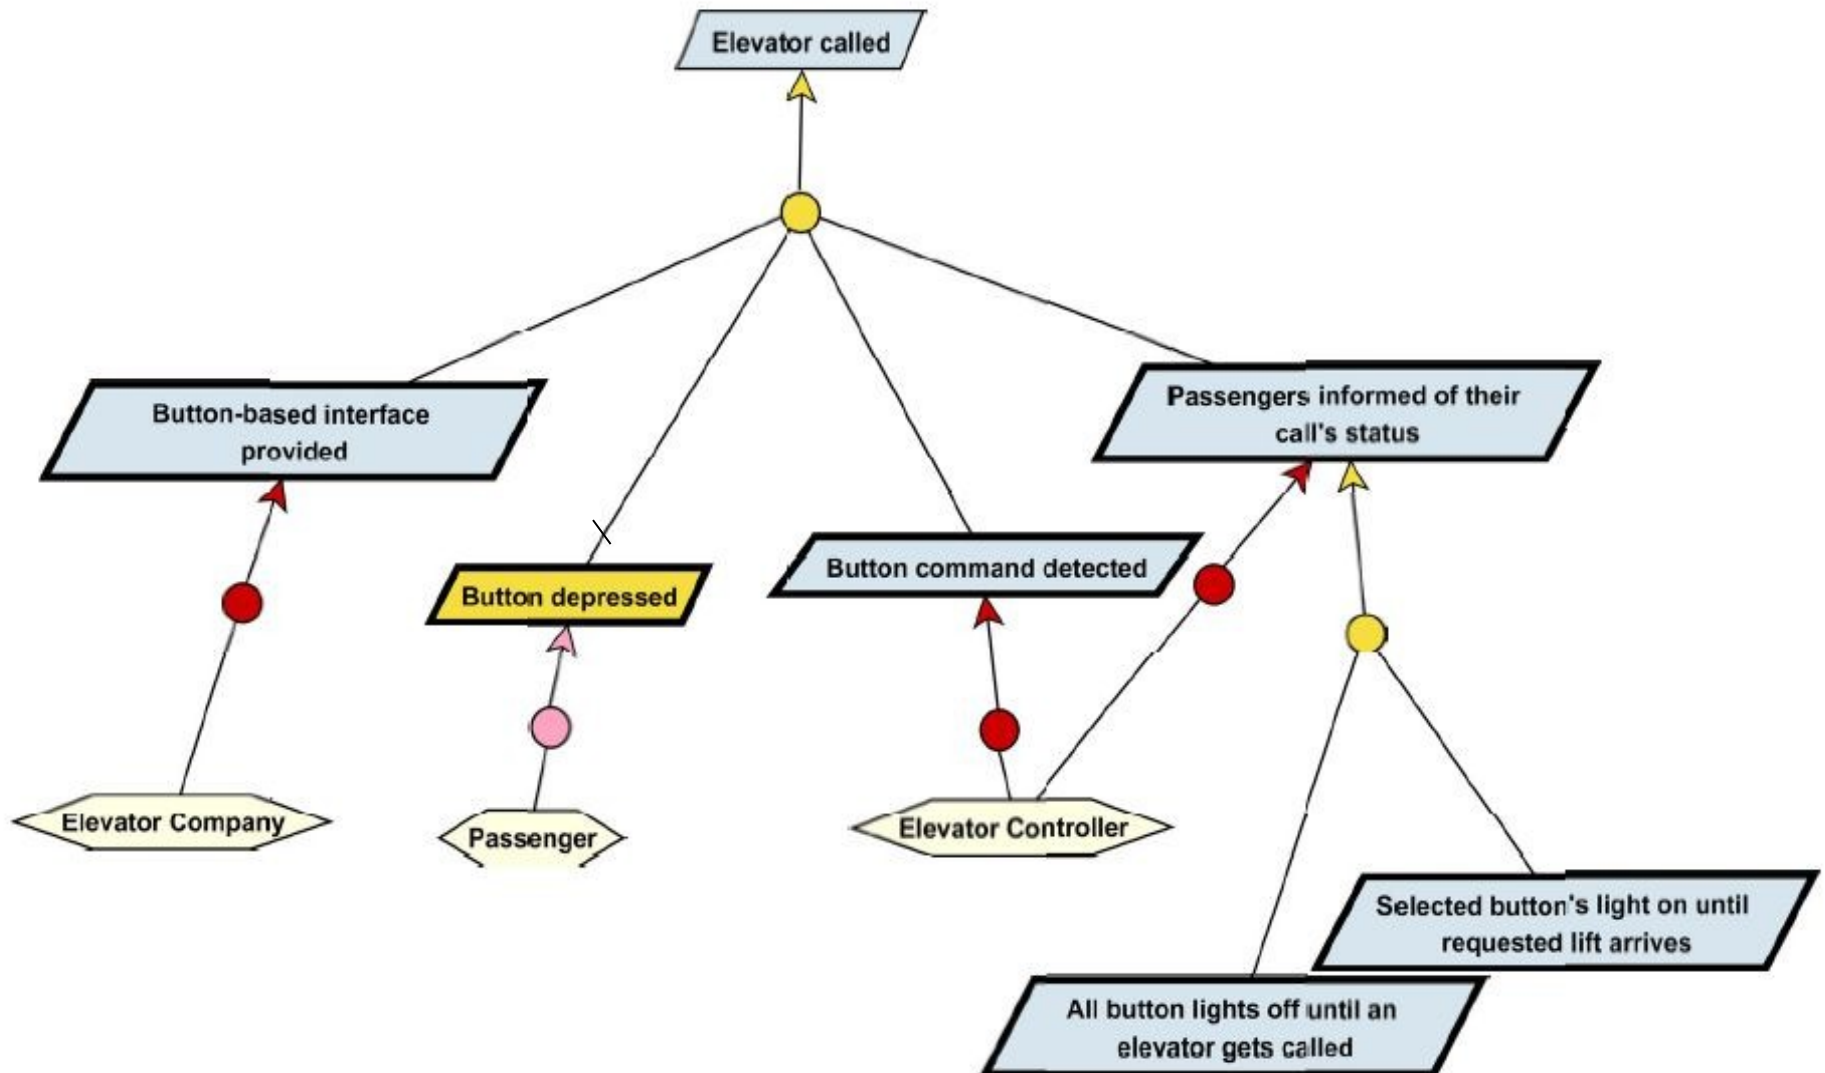 Elevator called
Button-based interface
provided
Passengers informed of their
call's status
Button command detected
Button depressed
Elevator Company
Passenger
Elevator Controller
Selected button's light on until
requested lift arrives
All button lights off until an
elevator gets called